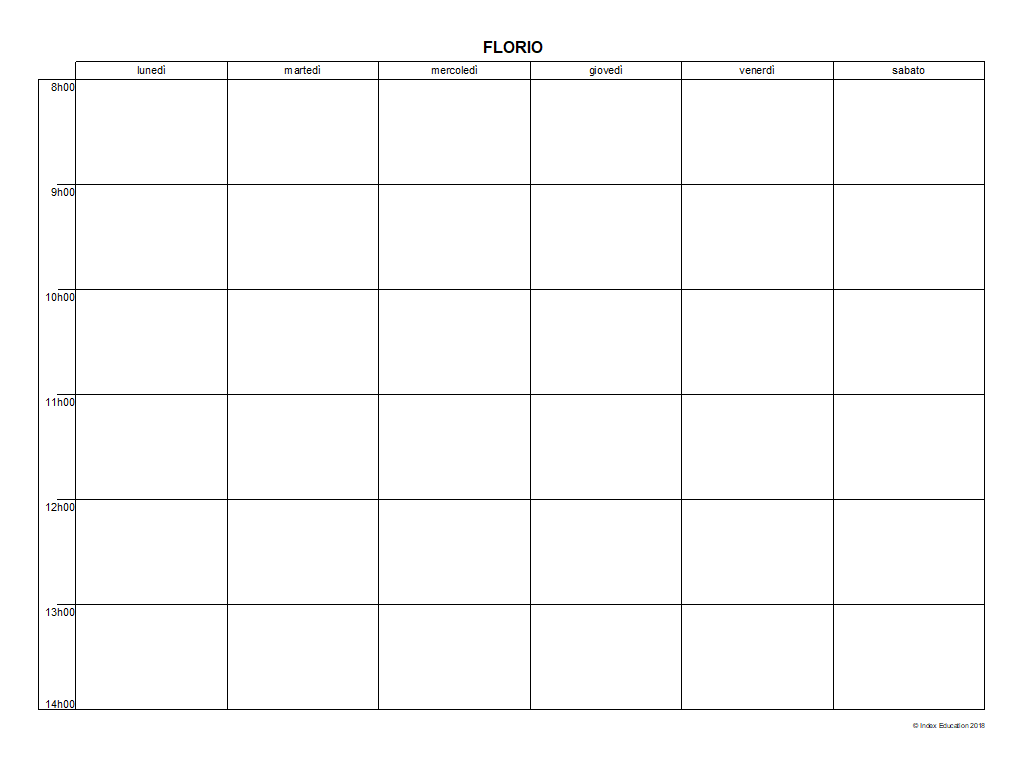 FLORIO
lunedì martedì mercoledì giovedì venerdì sabato
8h00
9h00
10h00
11h00
12h00
13h00
14h00
© Index Education 2018